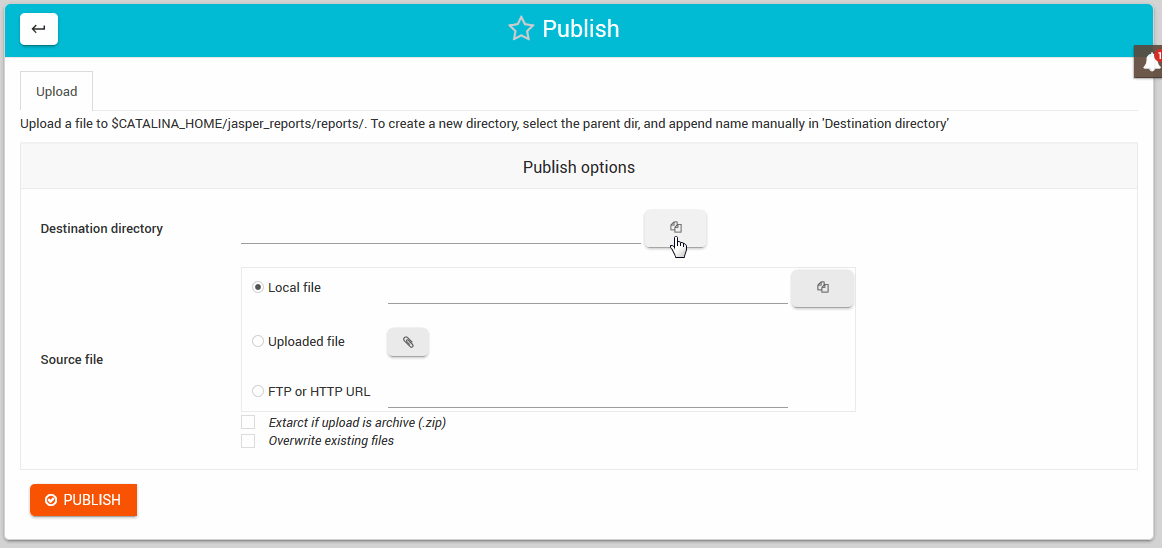 Publish
1
Upload
Upload a file to $CATALINA_HOME/jasper_reports/reports/. To create a new directory, select the parent dir, and append name manually in 'Destination directory'
Publish options
Destination directory
Local file
Uploaded file
Source file
FTP or HTTP URL
Extarct if upload is archive (.zip)
Overwrite existing files
PUBLISH